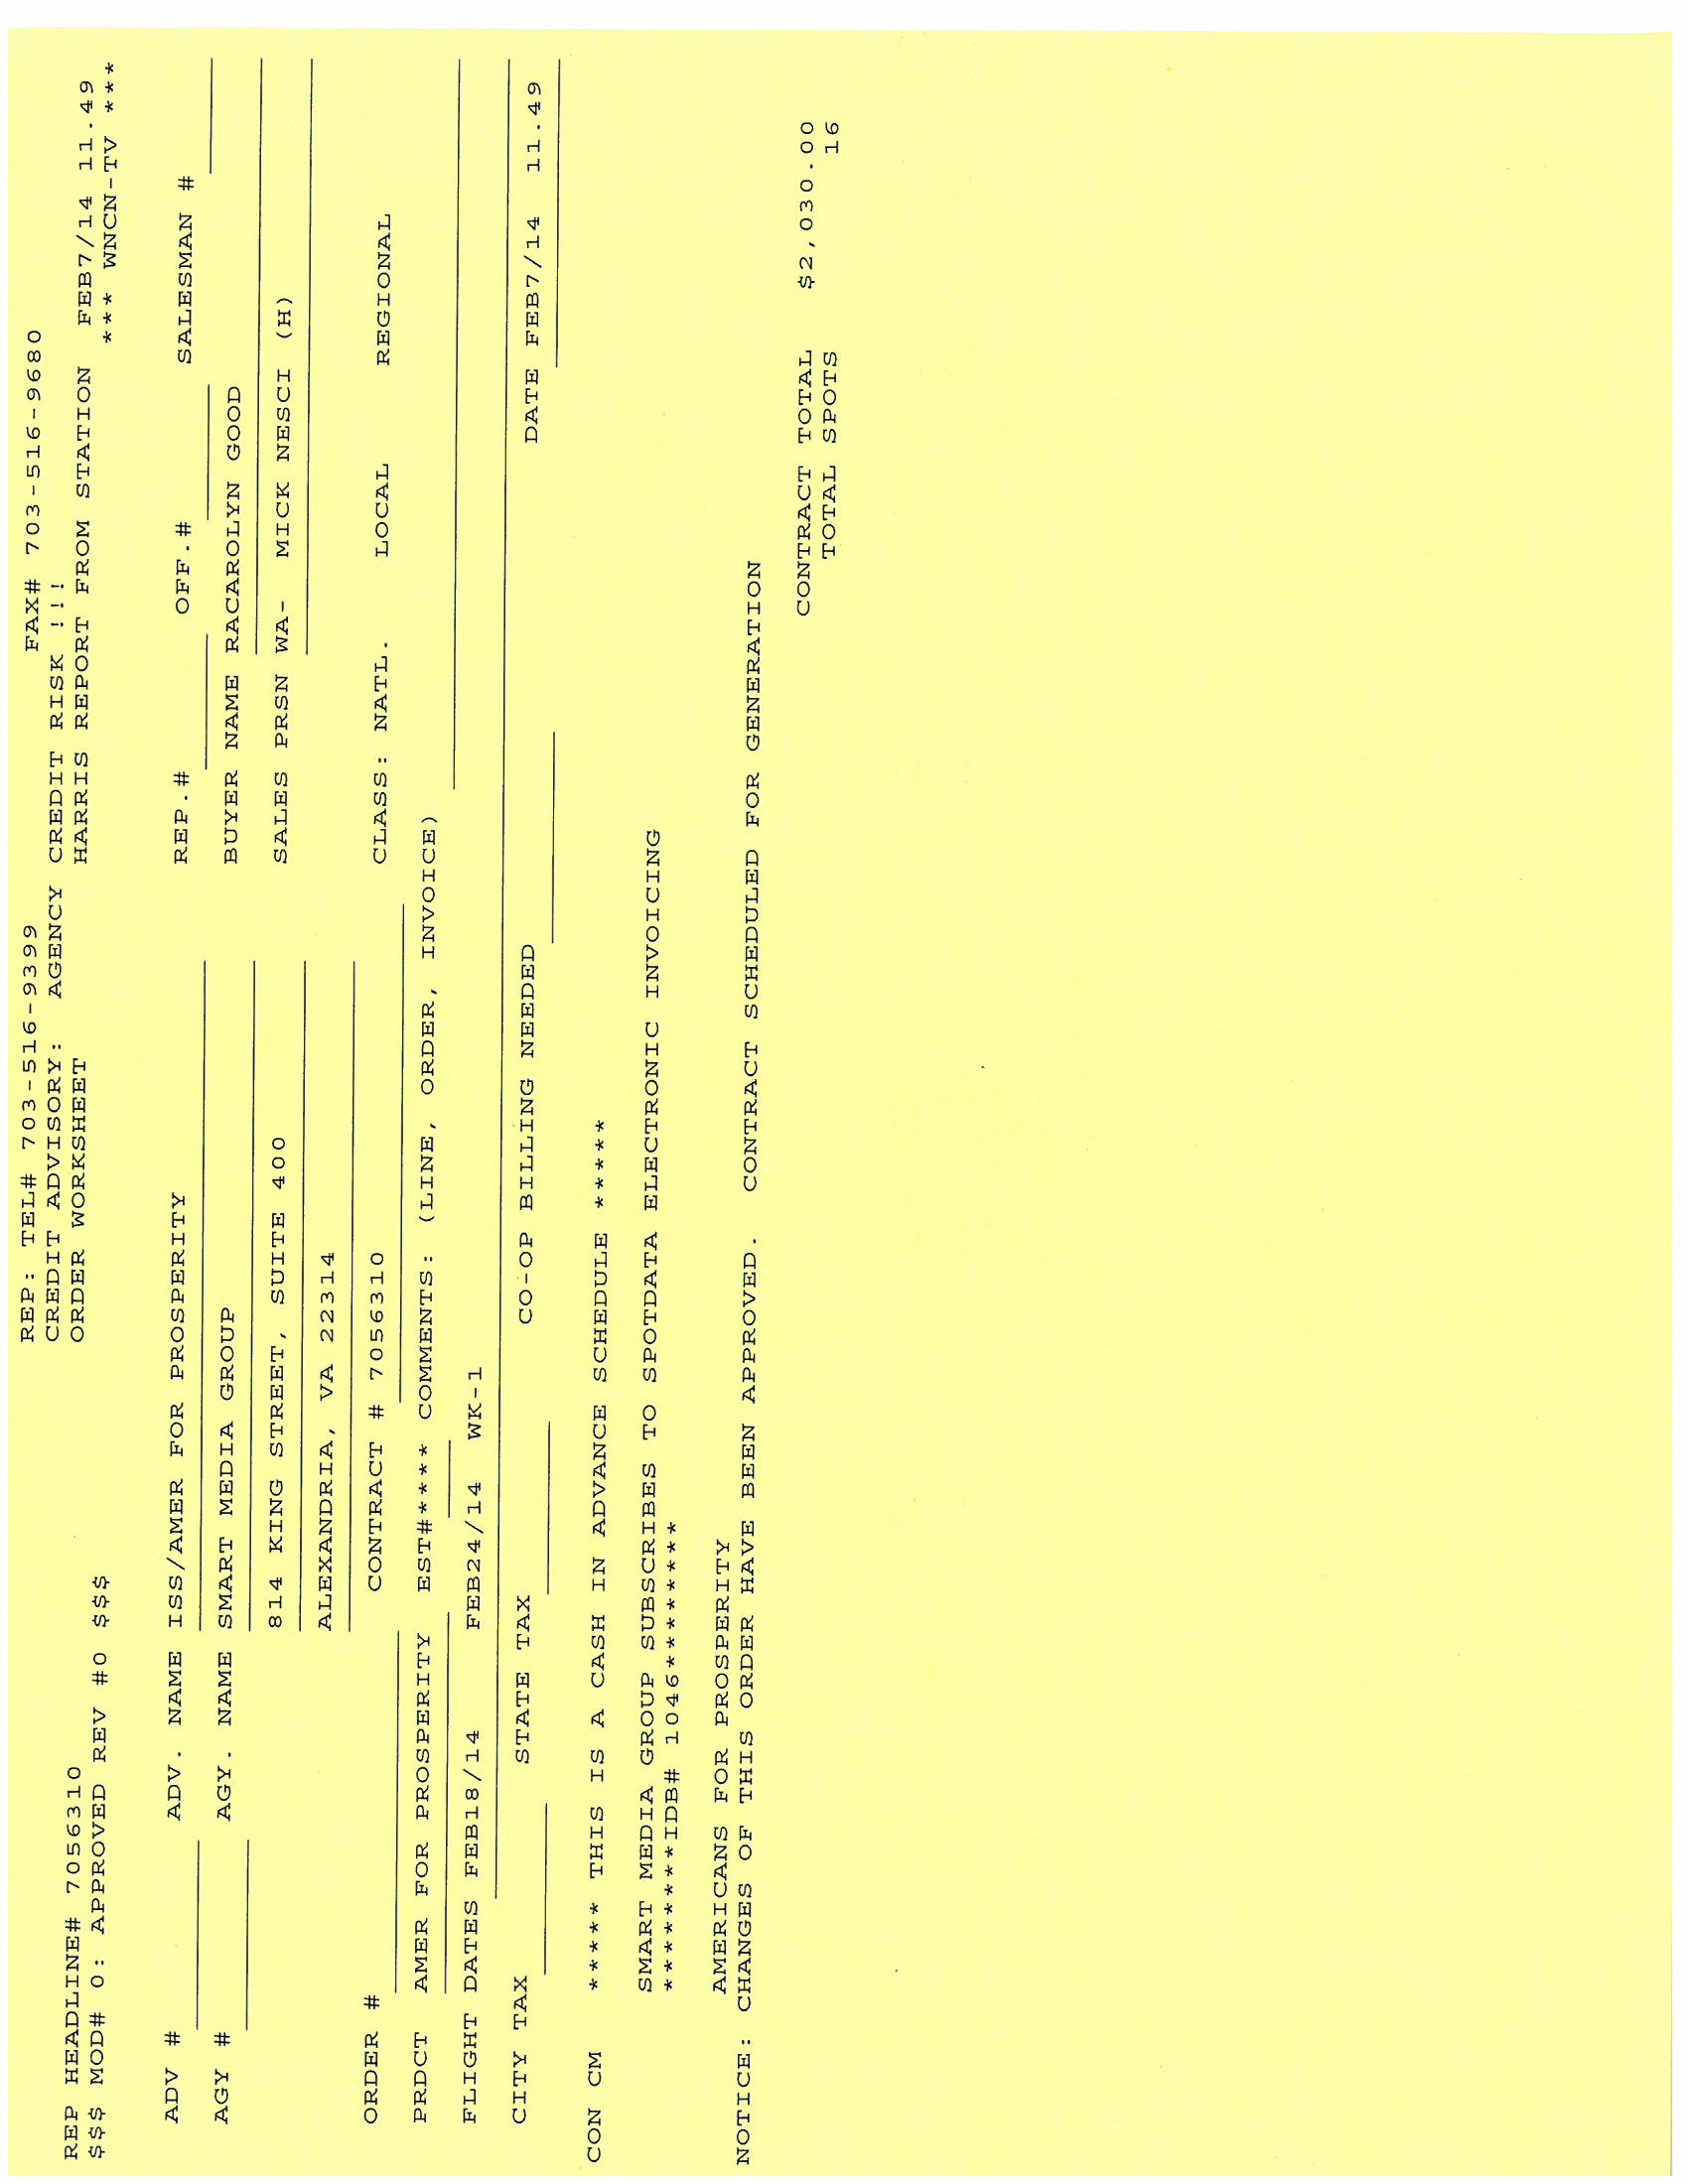 REP: TEL# 703-516-9399 FAX# 703-516-9680
CREDIT ADVISORY: AGENCY CREDIT RISK !!!
REP HEADLINE# 7056310 ORDER WORKSHEET HARRIS REPORT FROM STATION FEB7/14 11.49
$$$ MOD# 0: APPROVED REV #0 $$$ *** WNCN-TV ***
ADV # ADV. NAME ISS/AMER FOR PROSPERITY REP.# OFF.# SALESMAN #
AGY # AGY. NAME SMART MEDIA GROUP BUYER NAME RACAROLYN GOOD
814 KING STREET, SUITE 400 SALES PRSN WA- MICK NESCI (H)
ALEXANDRIA, VA 22314
ORDER # CONTRACT # 7056310 CLASS: NATL. LOCAL REGIONAL
PRDCT AMER FOR PROSPERITY EST#**** COMMENTS: (LINE, ORDER, INVOICE)
FLIGHT DATES FEB18/14 FEB24/14 WK-1
CITY TAX STATE TAX CO-OP BILLING NEEDED DATE FEB7/14 11.49
CON CM ***** THIS IS A CASH IN ADVANCE SCHEDULE *****
SMART MEDIA GROUP SUBSCRIBES TO SPOTDATA ELECTRONIC INVOICING
*********IDB# 1046**********
AMERICANS FOR PROSPERITY
NOTICE: CHANGES OF THIS ORDER HAVE BEEN APPROVED. CONTRACT SCHEDULED FOR GENERATION
CONTRACT TOTAL $2,030.00
TOTAL SPOTS 16